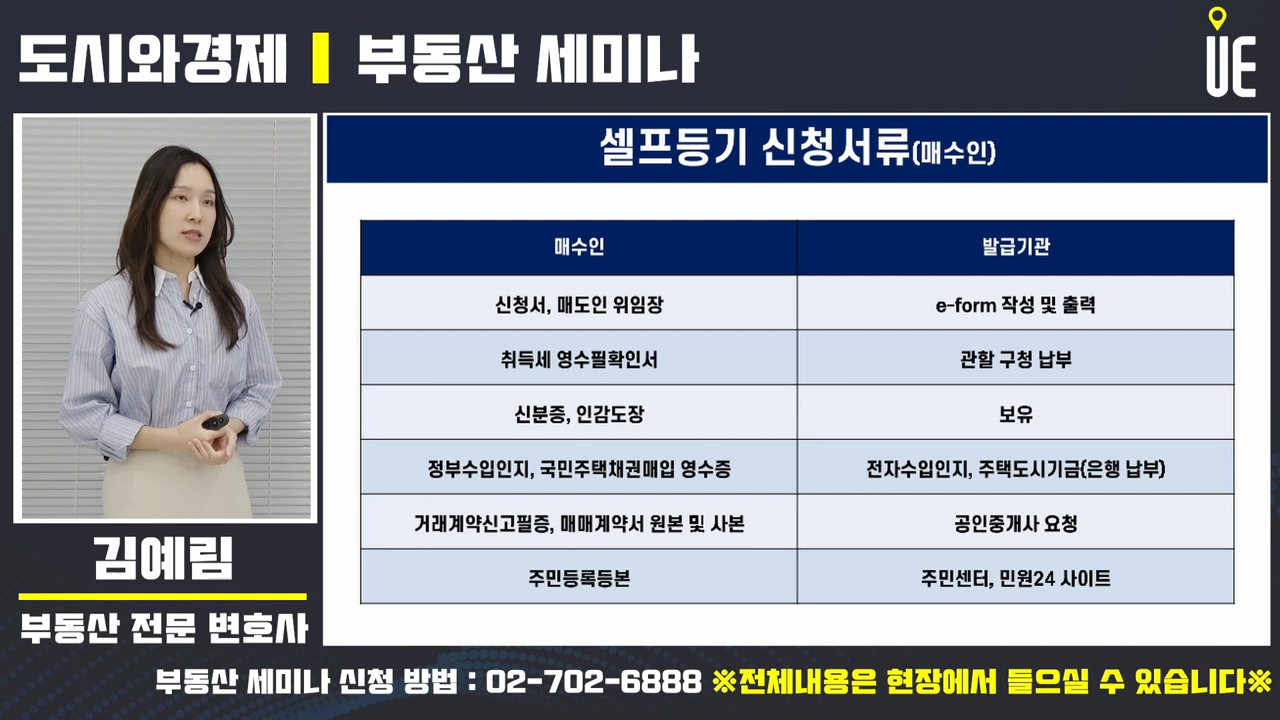 도시와경제 | 부동산 세미나
UE
셀프등기 신청서류(매수인)
매수인 발급기관
신청서, 매도인 위임장 e-form 작성 및 출력
취득세 영수필확인서 관할 구청 납부
신분증, 인감도장 보유
정부수입인지, 국민주택채권매입 영수증 전자수입인지, 주택도시기금(은행 납부)
거래계약신고필증, 매매계약서 원본 및 사본 공인중개사 요청
주민등록등본 주민센터, 민원24 사이트
김예림
부동산 전문 변호사
부동산 세미나 신청 방법 : 02-702-6888 ※전체내용은 현장에서 들으실 수 있습니다※